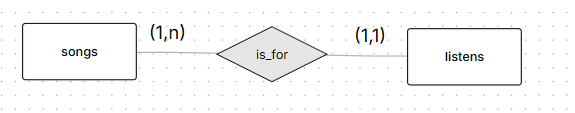 songs
(1,n)
is_for
(1,1)
listens